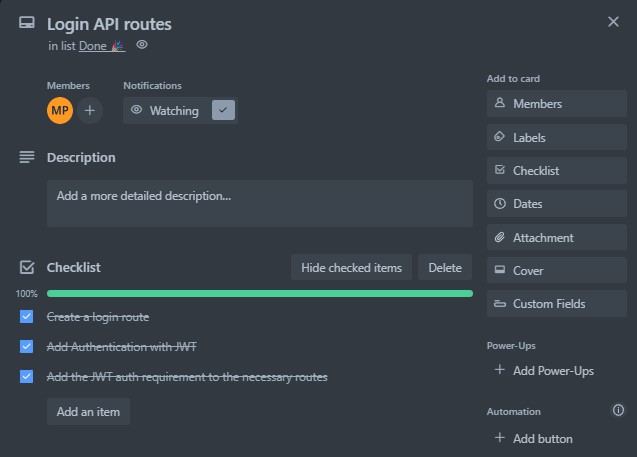 Login API routes
in list Done 🎉
Members
Notifications
MP
Watching
Description
Add a more detailed description...
Checklist
Hide checked items
Delete
100%
Create a login route
Add Authentication with JWT
Add the JWT auth requirement to the necessary routes
Add an item
Add to card
Members
Labels
Checklist
Dates
Attachment
Cover
Custom Fields
Power-Ups
Add Power-Ups
Automation
Add button